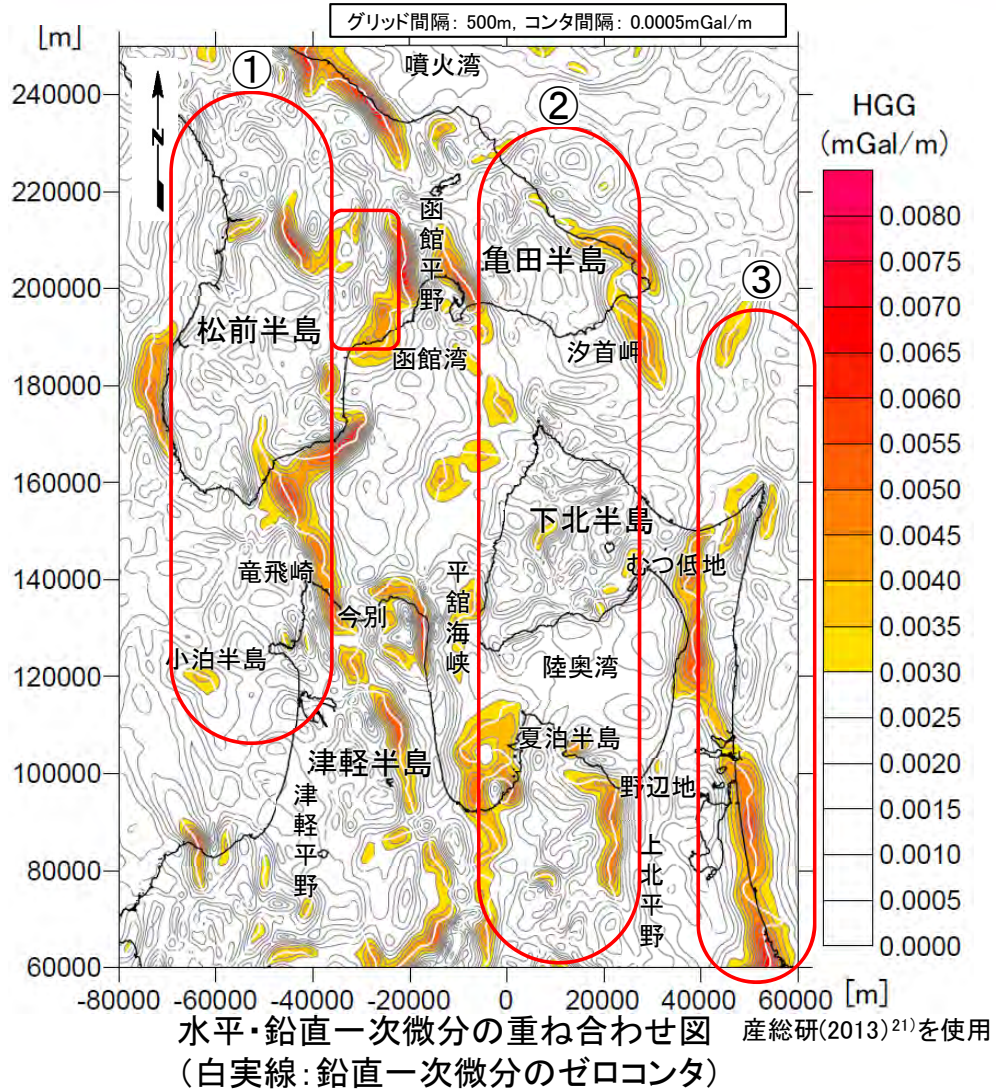 グリッド間隔: 500m, コンタ間隔: 0.0005mGal/m
[m]
240000
220000
200000
180000
160000
140000
120000
100000
80000
60000
-80000
-60000
-40000
-20000
0
20000
40000
60000
[m]
N
①
②
③
噴火湾
函館平野
亀田半島
松前半島
函館湾
汐首岬
下北半島
むつ低地
竜飛崎
今別
平舘海峡
小泊半島
陸奥湾
夏泊半島
津軽半島
野辺地
津軽平野
上北平野
HGG
(mGal/m)
0.0080
0.0075
0.0070
0.0065
0.0060
0.0055
0.0050
0.0045
0.0040
0.0035
0.0030
0.0025
0.0020
0.0015
0.0010
0.0005
0.0000
水平・鉛直一次微分の重ね合わせ図
産総研(2013)²¹⁾を使用
(白実線:鉛直一次微分のゼロコンタ)